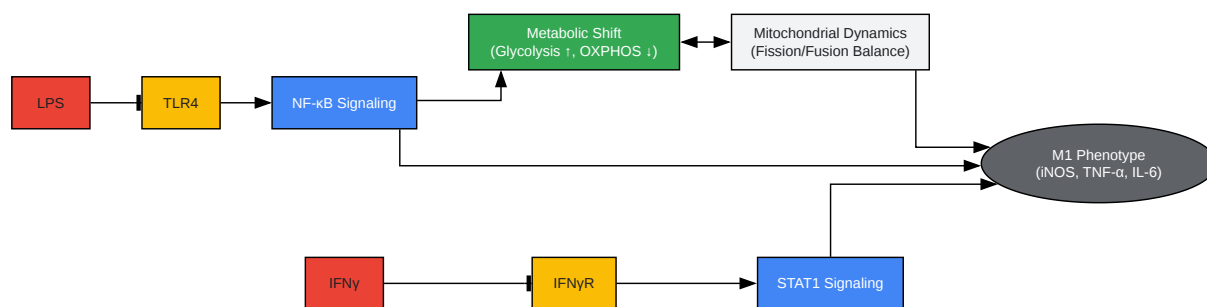 Metabolic Shift
(Glycolysis ↑, OXPHOS ↓)
Mitochondrial Dynamics
(Fission/Fusion Balance)
LPS
TLR4
NF-κB Signaling
M1 Phenotype
(iNOS, TNF-α, IL-6)
IFNγ
IFNγR
STAT1 Signaling